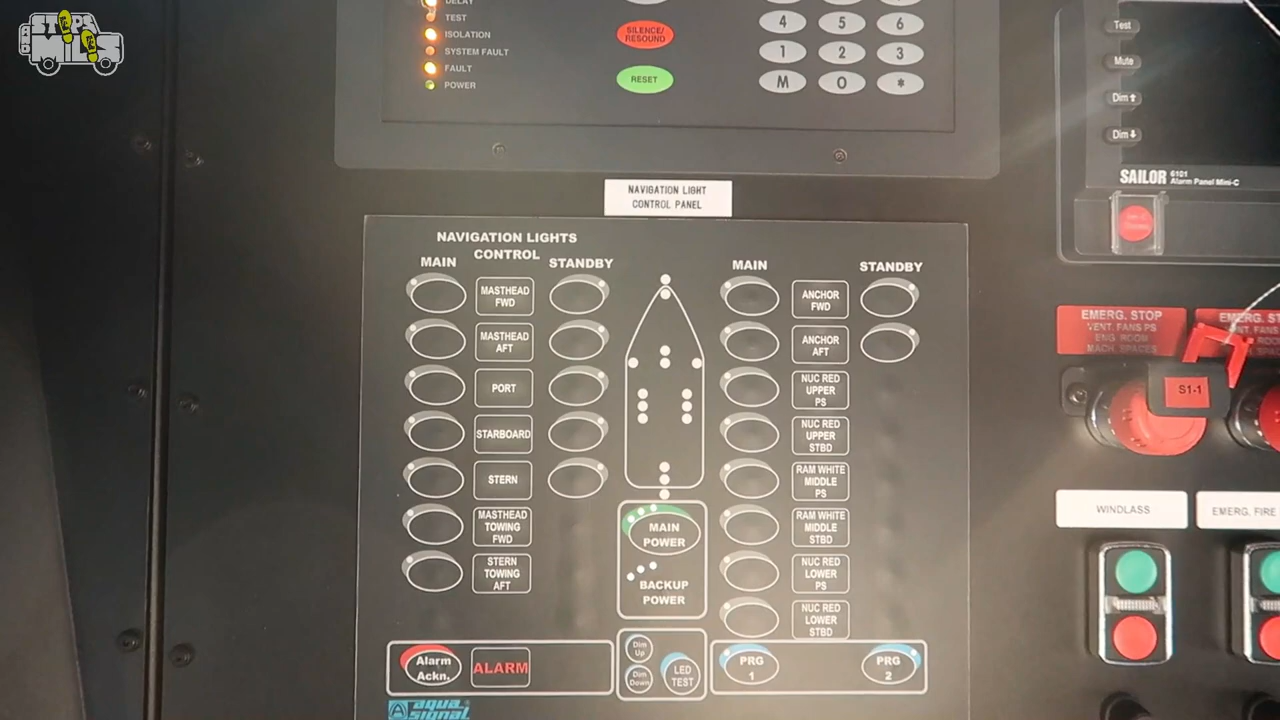 STEPS
AND
MILES
DELAY
TEST
ISOLATION
SYSTEM FAULT
FAULT
POWER
SILENCE/
RESOUND
RESET
4 5 6
1 2 3
M 0 *
Test
Mute
Dim
Dim
SAILOR 6101
Alarm Panel Mini-C
NAVIGATION LIGHT
CONTROL PANEL
NAVIGATION LIGHTS
CONTROL
MAIN
STANDBY
MASTHEAD
FWD
MASTHEAD
AFT
PORT
STARBOARD
STERN
MASTHEAD
TOWING
FWD
STERN
TOWING
AFT
MAIN
POWER
BACKUP
POWER
MAIN
STANDBY
ANCHOR
FWD
ANCHOR
AFT
NUC RED
UPPER
PS
NUC RED
UPPER
STBD
RAM WHITE
MIDDLE
PS
RAM WHITE
MIDDLE
STBD
NUC RED
LOWER
PS
NUC RED
LOWER
STBD
Alarm
Ackn.
ALARM
Dim
Up
Dim
Down
LED
TEST
PRG
1
PRG
2
aqua
signal
EMERG. STOP
VENT. FANS PS
ENG. ROOM
MACH. SPACES
S1-1
WINDLASS
EMERG. FIRE